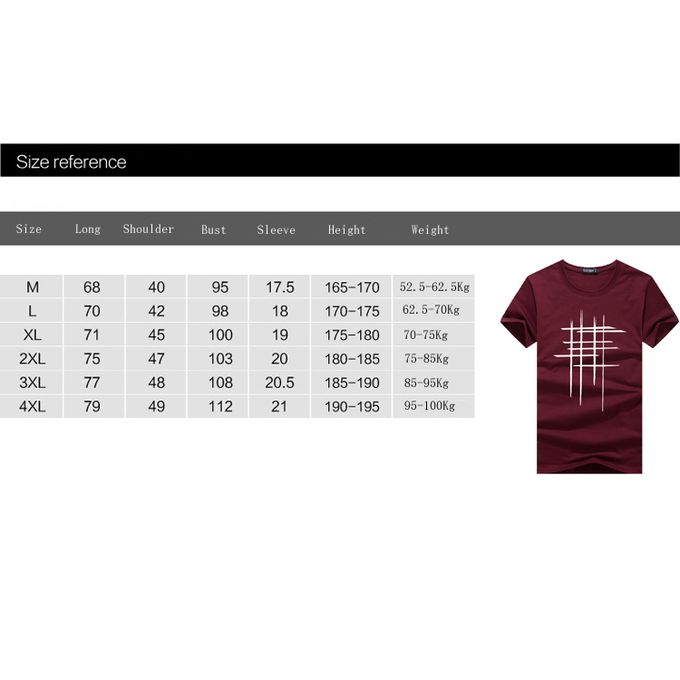 Size reference
Size Long Shoulder Bust Sleeve Height Weight
M 68 40 95 17.5 165-170 52.5-62.5Kg
L 70 42 98 18 170-175 62.5-70Kg
XL 71 45 100 19 175-180 70-75Kg
2XL 75 47 103 20 180-185 75-85Kg
3XL 77 48 108 20.5 185-190 85-95Kg
4XL 79 49 112 21 190-195 95-100Kg